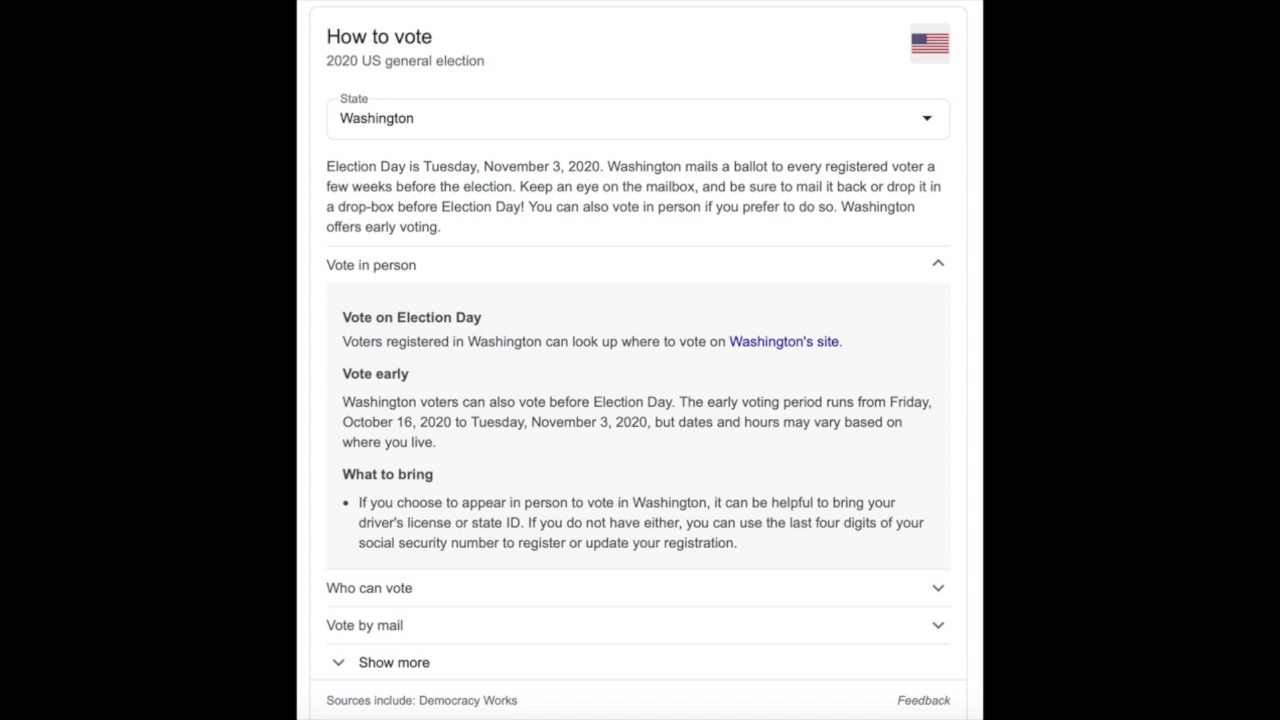 How to vote
2020 US general election
State
Washington
Election Day is Tuesday, November 3, 2020. Washington mails a ballot to every registered voter a
few weeks before the election. Keep an eye on the mailbox, and be sure to mail it back or drop it in
a drop-box before Election Day! You can also vote in person if you prefer to do so. Washington
offers early voting.
Vote in person
Vote on Election Day
Voters registered in Washington can look up where to vote on Washington's site.
Vote early
Washington voters can also vote before Election Day. The early voting period runs from Friday,
October 16, 2020 to Tuesday, November 3, 2020, but dates and hours may vary based on
where you live.
What to bring
• If you choose to appear in person to vote in Washington, it can be helpful to bring your
driver's license or state ID. If you do not have either, you can use the last four digits of your
social security number to register or update your registration.
Who can vote
Vote by mail
Show more
Sources include: Democracy Works
Feedback